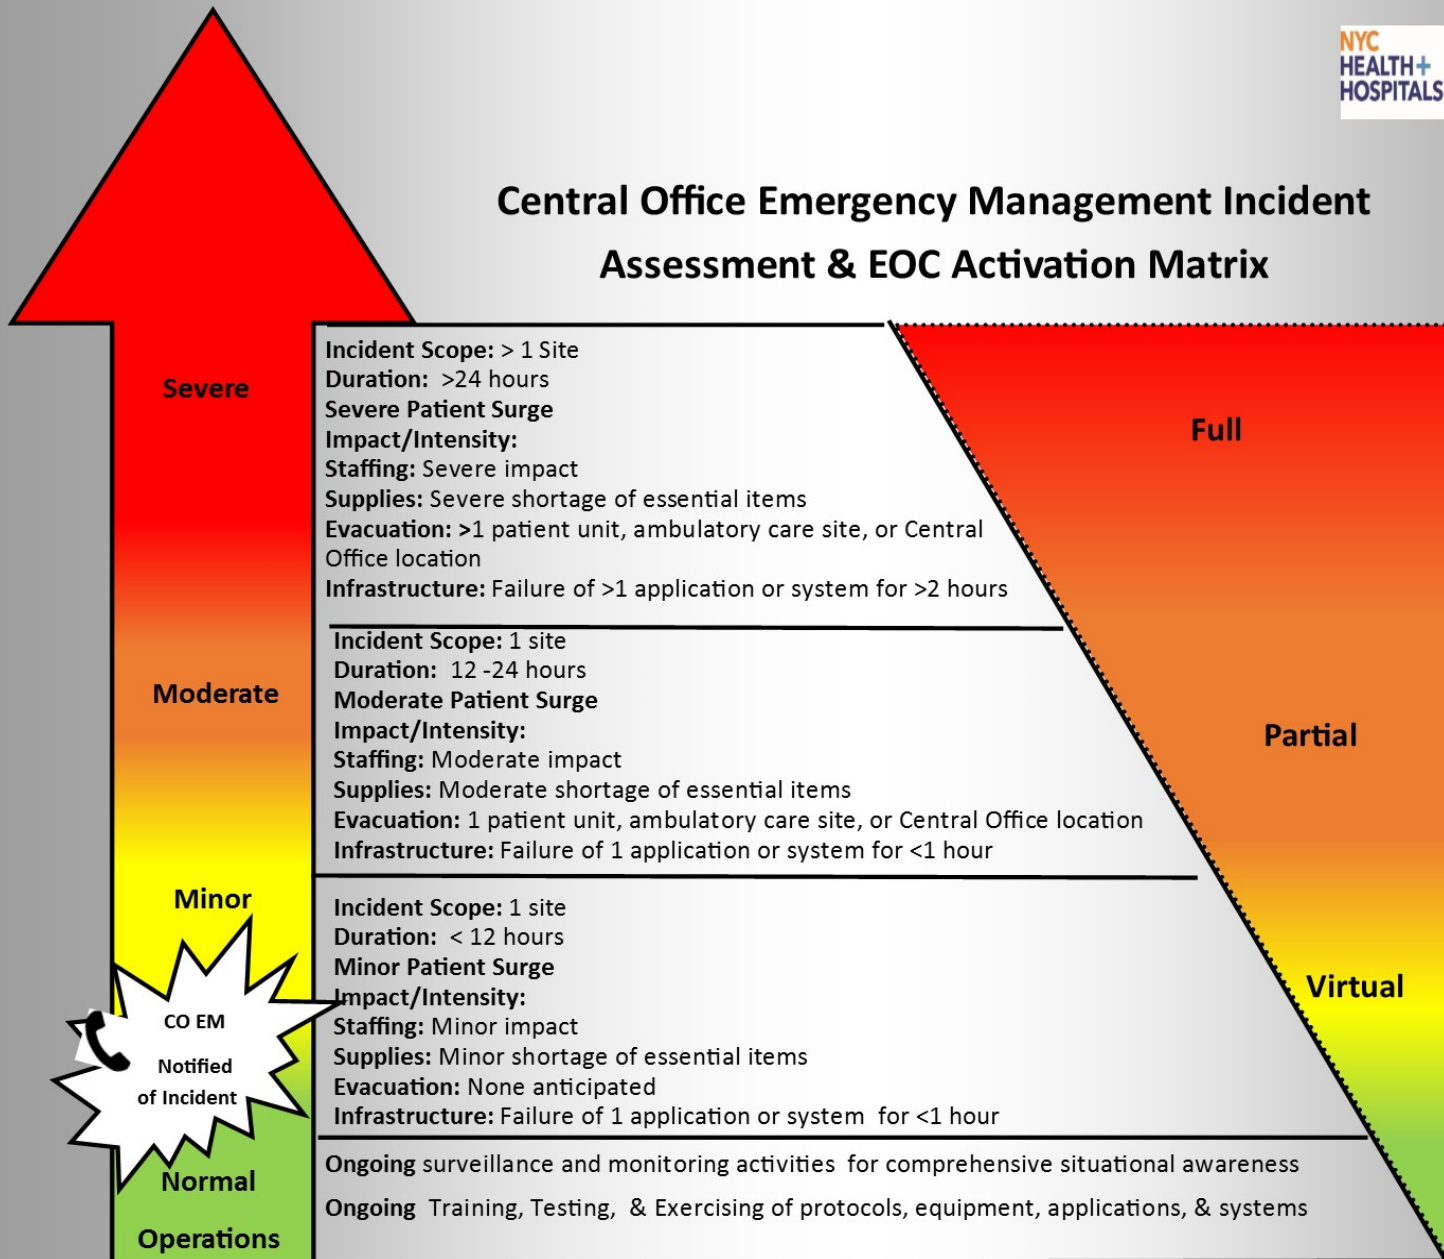 NYC
HEALTH+
HOSPITALS
Central Office Emergency Management Incident
Assessment & EOC Activation Matrix
Severe
Incident Scope: > 1 Site
Duration:  >24 hours
Severe Patient Surge
Impact/Intensity:
Staffing: Severe impact
Supplies: Severe shortage of essential items
Evacuation: >1 patient unit, ambulatory care site, or Central
Office location
Infrastructure: Failure of >1 application or system for >2 hours
Full
Moderate
Incident Scope: 1 site
Duration:  12 -24 hours
Moderate Patient Surge
Impact/Intensity:
Staffing: Moderate impact
Supplies: Moderate shortage of essential items
Evacuation: 1 patient unit, ambulatory care site, or Central Office location
Infrastructure: Failure of 1 application or system for <1 hour
Partial
Minor
Incident Scope: 1 site
Duration:  < 12 hours
Minor Patient Surge
Impact/Intensity:
Staffing: Minor impact
Supplies: Minor shortage of essential items
Evacuation: None anticipated
Infrastructure: Failure of 1 application or system  for <1 hour
Virtual
CO EM
Notified
of Incident
Normal
Operations
Ongoing surveillance and monitoring activities  for comprehensive situational awareness
Ongoing  Training, Testing,  & Exercising of protocols, equipment, applications, & systems